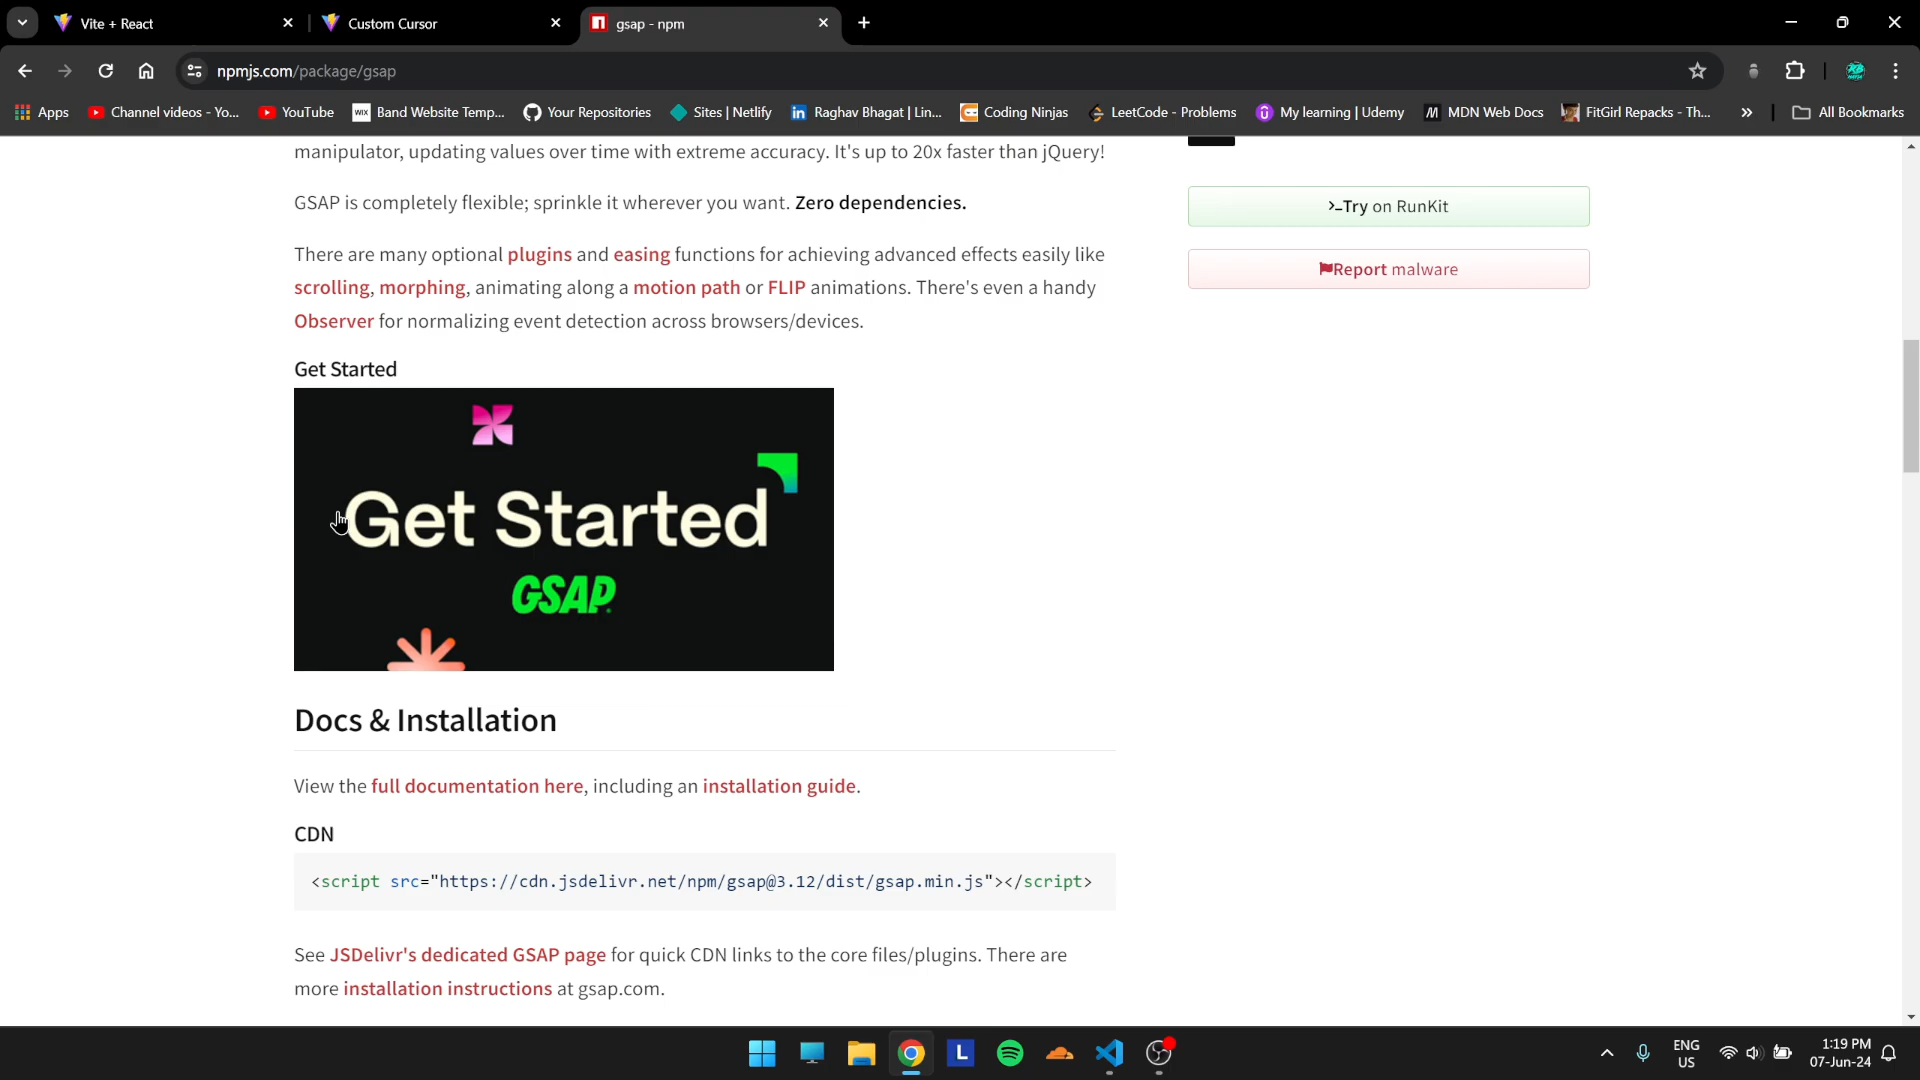 Vite + React
Custom Cursor
gsap - npm
npmjs.com/package/gsap
Apps
Channel videos - Yo...
YouTube
WIX
Band Website Temp...
Your Repositories
Sites | Netlify
Raghav Bhagat | Lin...
Coding Ninjas
LeetCode - Problems
My learning | Udemy
MDN Web Docs
FitGirl Repacks - Th...
»
All Bookmarks
manipulator, updating values over time with extreme accuracy. It's up to 20x faster than jQuery!
GSAP is completely flexible; sprinkle it wherever you want. Zero dependencies.
There are many optional plugins and easing functions for achieving advanced effects easily like
scrolling, morphing, animating along a motion path or FLIP animations. There's even a handy
Observer for normalizing event detection across browsers/devices.
>_Try on RunKit
Report malware
Get Started
Get Started
GSAP
Docs & Installation
View the full documentation here, including an installation guide.
CDN
<script src="https://cdn.jsdelivr.net/npm/gsap@3.12/dist/gsap.min.js"></script>
See JSDelivr's dedicated GSAP page for quick CDN links to the core files/plugins. There are
more installation instructions at gsap.com.
L
ENG
US
1:19 PM
07-Jun-24